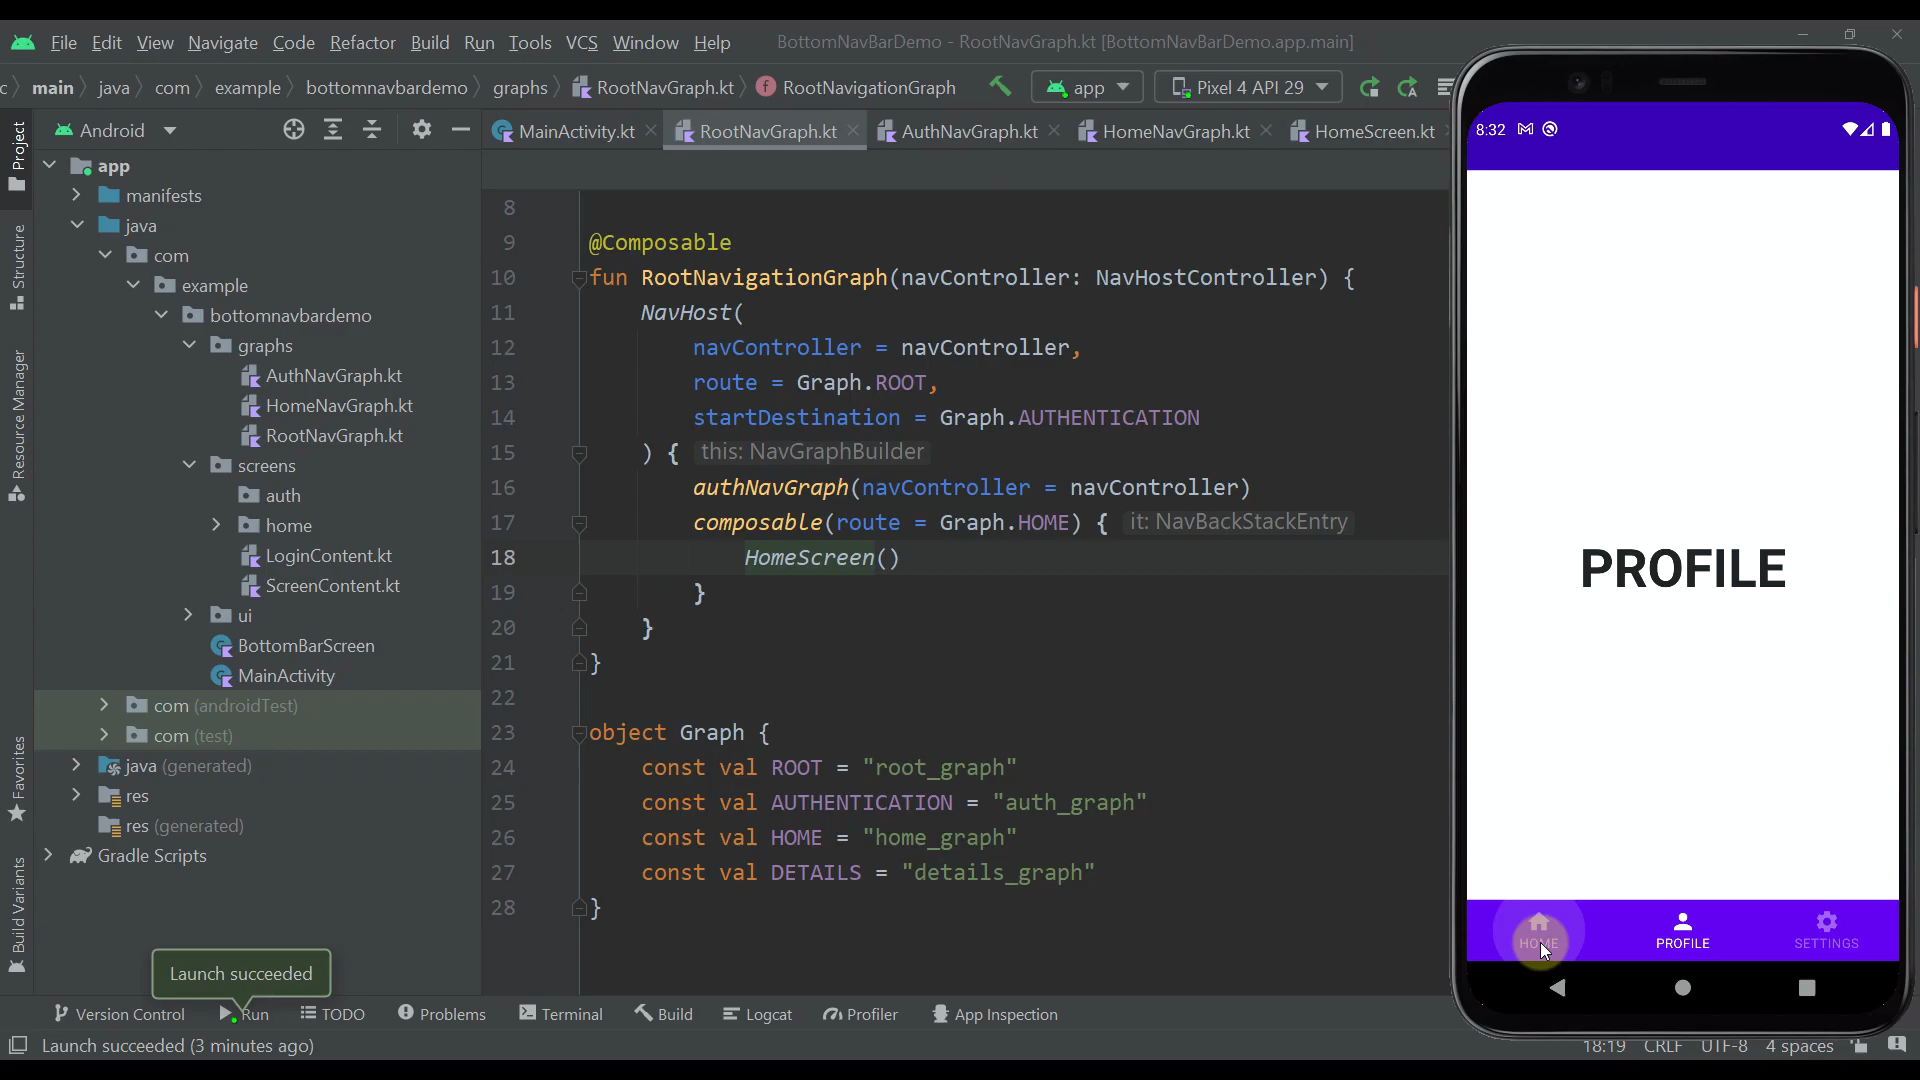 File Edit View Navigate Code Refactor Build Run Tools VCS Window Help BottomNavBarDemo - RootNavGraph.kt [BottomNavBarDemo.app.main]
c main java com example bottomnavbardemo graphs RootNavGraph.kt RootNavigationGraph app Pixel 4 API 29
Android
MainActivity.kt RootNavGraph.kt AuthNavGraph.kt HomeNavGraph.kt HomeScreen.kt
Project
Structure
Resource Manager
Favorites
Build Variants
app
manifests
java
com
example
bottomnavbardemo
graphs
AuthNavGraph.kt
HomeNavGraph.kt
RootNavGraph.kt
screens
auth
home
LoginContent.kt
ScreenContent.kt
ui
BottomBarScreen
MainActivity
com (androidTest)
com (test)
java (generated)
res
res (generated)
Gradle Scripts
8
9 @Composable
10 fun RootNavigationGraph(navController: NavHostController) {
11 NavHost(
12 navController = navController,
13 route = Graph.ROOT,
14 startDestination = Graph.AUTHENTICATION
15 ) { this: NavGraphBuilder
16 authNavGraph(navController = navController)
17 composable(route = Graph.HOME) { it: NavBackStackEntry
18 HomeScreen()
19 }
20 }
21 }
22
23 object Graph {
24 const val ROOT = "root_graph"
25 const val AUTHENTICATION = "auth_graph"
26 const val HOME = "home_graph"
27 const val DETAILS = "details_graph"
28 }
8:32
PROFILE
HOME PROFILE SETTINGS
Launch succeeded
Version Control Run TODO Problems Terminal Build Logcat Profiler App Inspection
Launch succeeded (3 minutes ago) 18:19 CRLF UTF-8 4 spaces